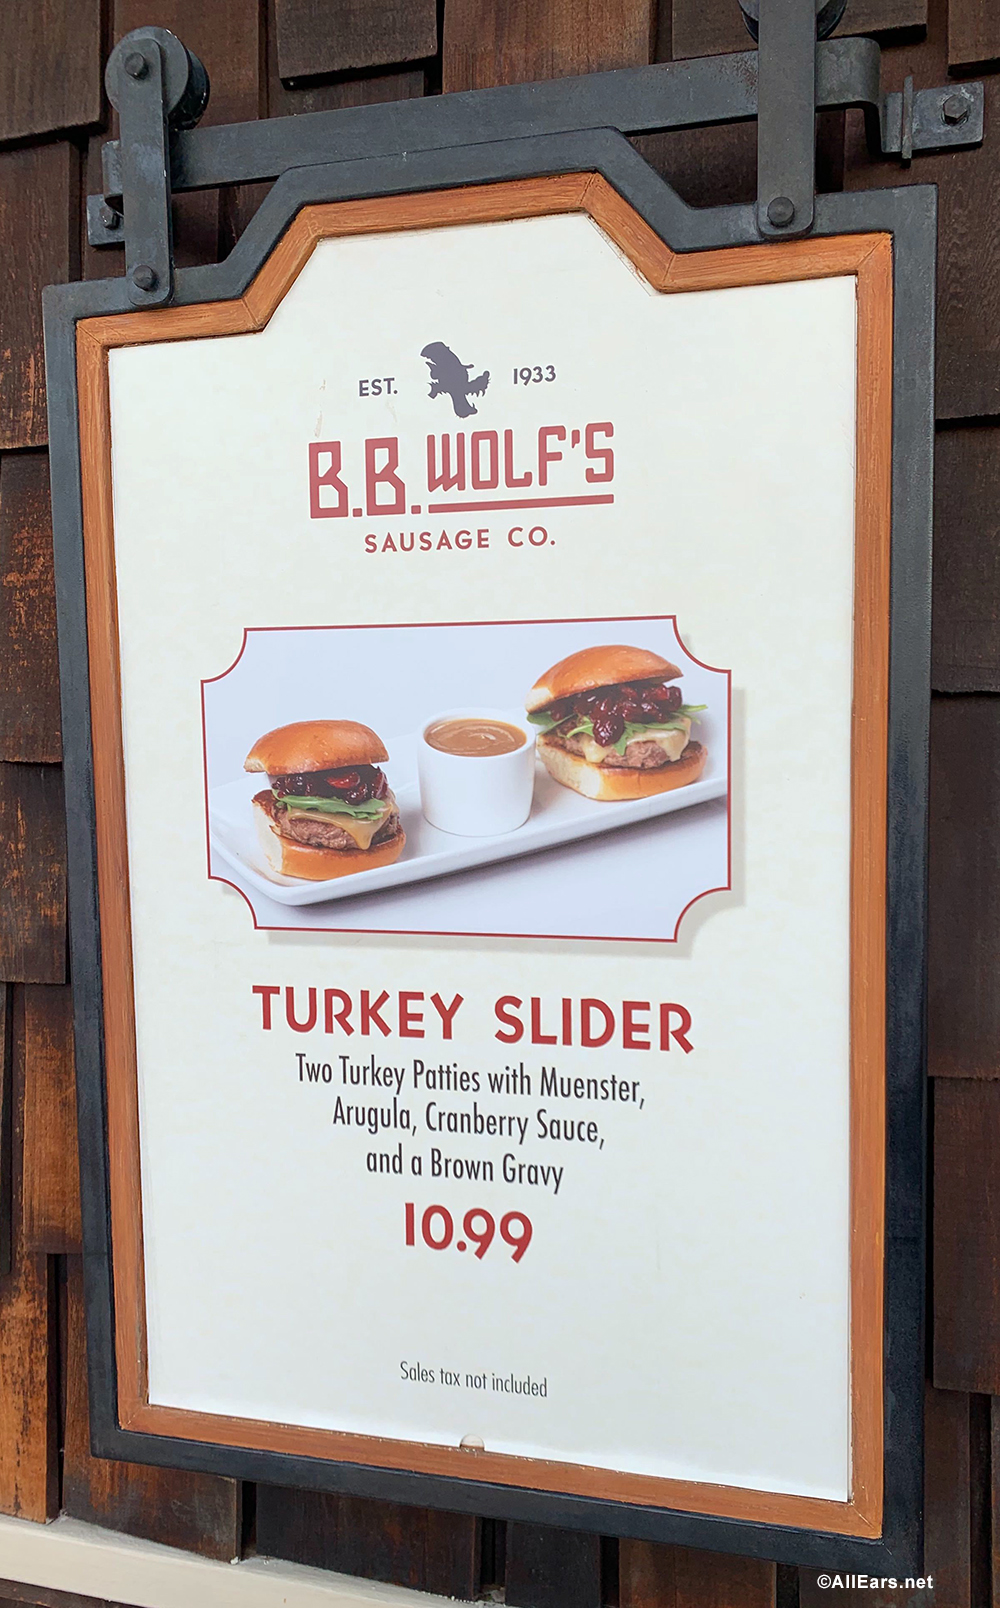 EST. 1933
B.B. WOLF'S
SAUSAGE CO.
TURKEY SLIDER
Two Turkey Patties with Muenster,
Arugula, Cranberry Sauce,
and a Brown Gravy
10.99
Sales tax not included
©AllEars.net